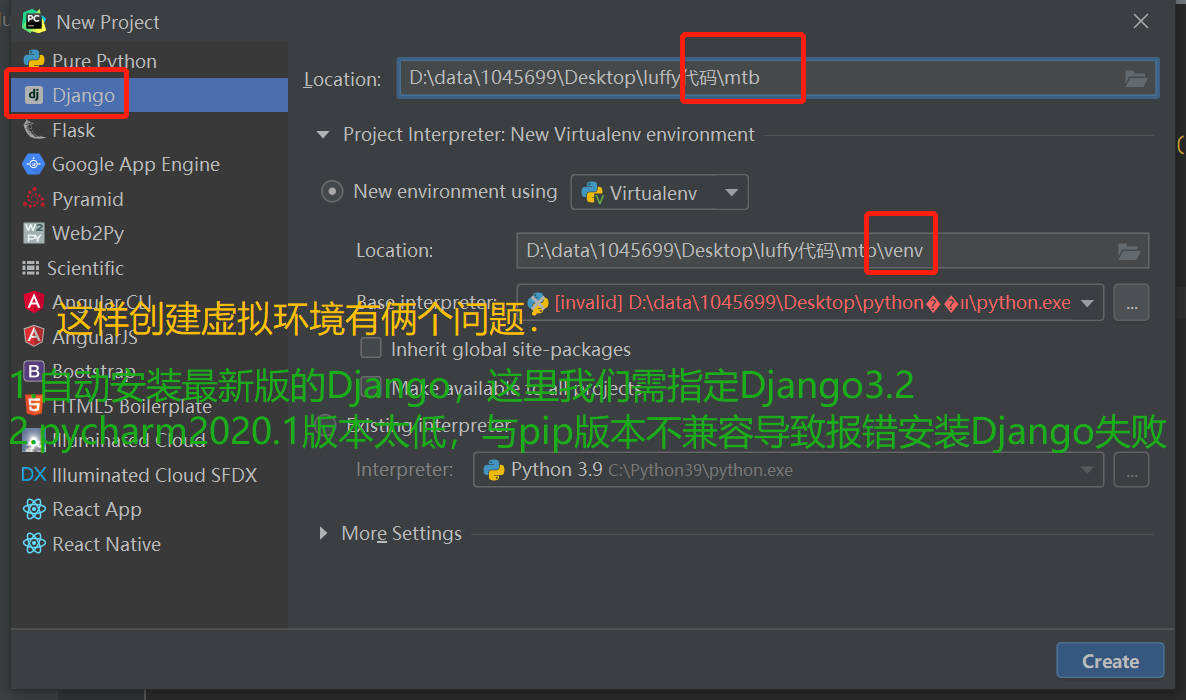 New Project
Pure Python
Django
Flask
Google App Engine
Pyramid
Web2Py
Scientific
Angular CLI
AngularJS
Bootstrap
HTML5 Boilerplate
Illuminated Cloud
DX Illuminated Cloud SFDX
React App
React Native
Location: D:\data\1045699\Desktop\luffy代码\mtb
Project Interpreter: New Virtualenv environment
New environment using Virtualenv
Location: D:\data\1045699\Desktop\luffy代码\mtb\venv
Base interpreter: [invalid] D:\data\1045699\Desktop\python��ıı\python.exe ...
这样创建虚拟环境有俩个问题：
Inherit global site-packages
Make available to all projects
1.自动安装最新版的Django，这里我们需指定Django3.2
Existing interpreter
2.pycharm2020.1版本太低，与pip版本不兼容导致报错安装Django失败
Interpreter: Python 3.9 C:\Python39\python.exe ...
More Settings
Create